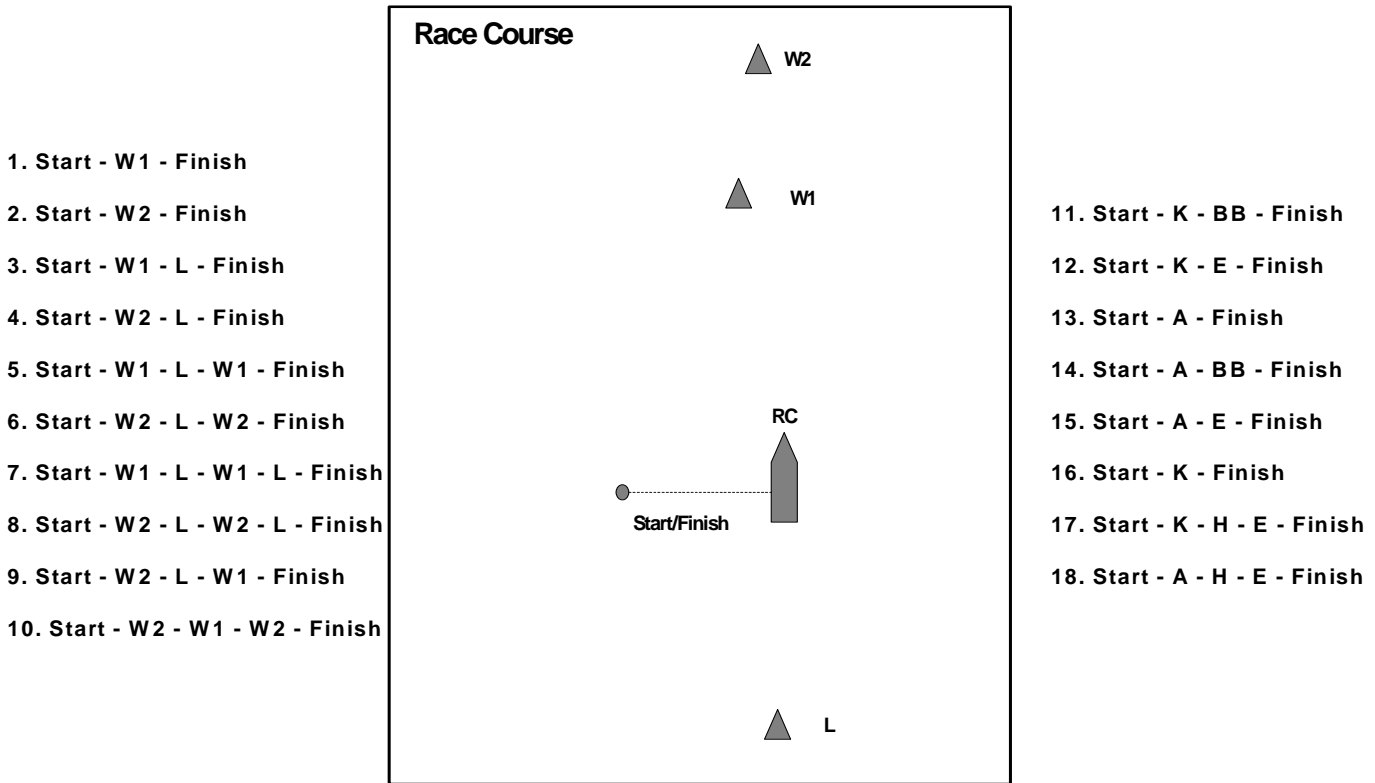 Race Course
W2
W1
RC
Start/Finish
L
1. Start - W1 - Finish
2. Start - W2 - Finish
3. Start - W1 - L - Finish
4. Start - W2 - L - Finish
5. Start - W1 - L - W1 - Finish
6. Start - W2 - L - W2 - Finish
7. Start - W1 - L - W1 - L - Finish
8. Start - W2 - L - W2 - L - Finish
9. Start - W2 - L - W1 - Finish
10. Start - W2 - W1 - W2 - Finish
11. Start - K - BB - Finish
12. Start - K - E - Finish
13. Start - A - Finish
14. Start - A - BB - Finish
15. Start - A - E - Finish
16. Start - K - Finish
17. Start - K - H - E - Finish
18. Start - A - H - E - Finish